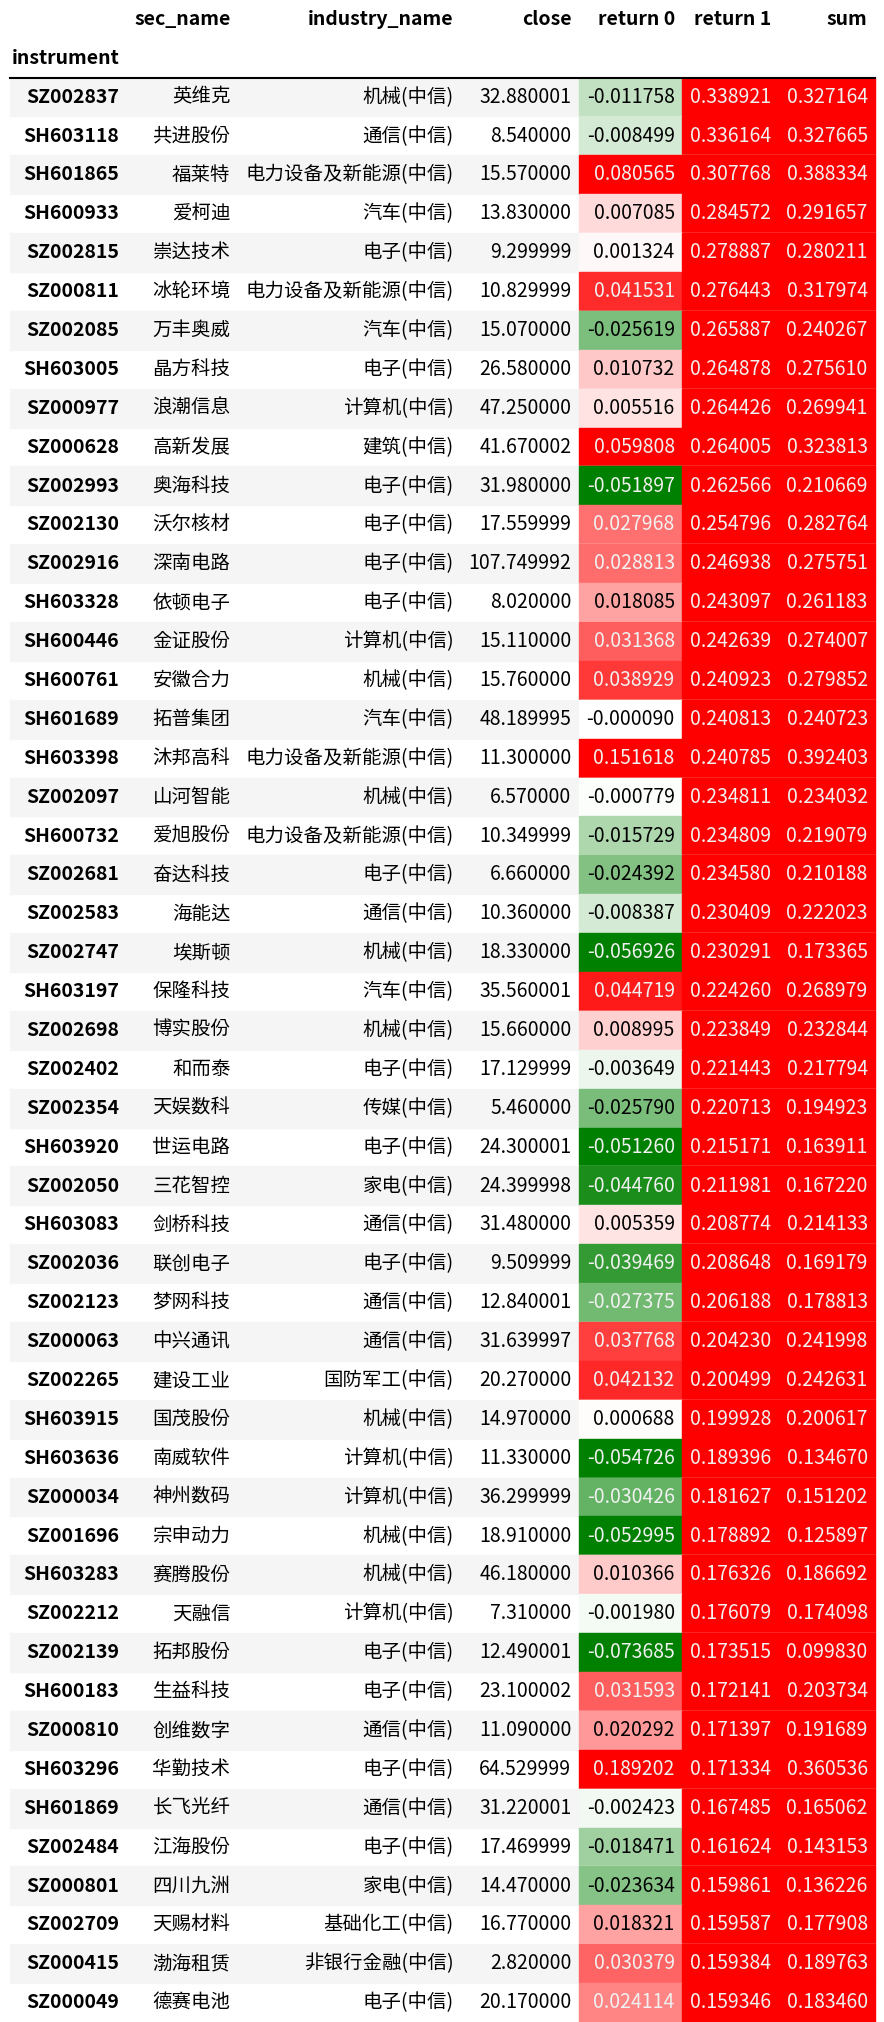 sec_name industry_name close return 0 return 1 sum
instrument
SZ002837 英维克 机械(中信) 32.880001 -0.011758 0.338921 0.327164
SH603118 共进股份 通信(中信) 8.540000 -0.008499 0.336164 0.327665
SH601865 福莱特 电力设备及新能源(中信) 15.570000 0.080565 0.307768 0.388334
SH600933 爱柯迪 汽车(中信) 13.830000 0.007085 0.284572 0.291657
SZ002815 崇达技术 电子(中信) 9.299999 0.001324 0.278887 0.280211
SZ000811 冰轮环境 电力设备及新能源(中信) 10.829999 0.041531 0.276443 0.317974
SZ002085 万丰奥威 汽车(中信) 15.070000 -0.025619 0.265887 0.240267
SH603005 晶方科技 电子(中信) 26.580000 0.010732 0.264878 0.275610
SZ000977 浪潮信息 计算机(中信) 47.250000 0.005516 0.264426 0.269941
SZ000628 高新发展 建筑(中信) 41.670002 0.059808 0.264005 0.323813
SZ002993 奥海科技 电子(中信) 31.980000 -0.051897 0.262566 0.210669
SZ002130 沃尔核材 电子(中信) 17.559999 0.027968 0.254796 0.282764
SZ002916 深南电路 电子(中信) 107.749992 0.028813 0.246938 0.275751
SH603328 依顿电子 电子(中信) 8.020000 0.018085 0.243097 0.261183
SH600446 金证股份 计算机(中信) 15.110000 0.031368 0.242639 0.274007
SH600761 安徽合力 机械(中信) 15.760000 0.038929 0.240923 0.279852
SH601689 拓普集团 汽车(中信) 48.189995 -0.000090 0.240813 0.240723
SH603398 沐邦高科 电力设备及新能源(中信) 11.300000 0.151618 0.240785 0.392403
SZ002097 山河智能 机械(中信) 6.570000 -0.000779 0.234811 0.234032
SH600732 爱旭股份 电力设备及新能源(中信) 10.349999 -0.015729 0.234809 0.219079
SZ002681 奋达科技 电子(中信) 6.660000 -0.024392 0.234580 0.210188
SZ002583 海能达 通信(中信) 10.360000 -0.008387 0.230409 0.222023
SZ002747 埃斯顿 机械(中信) 18.330000 -0.056926 0.230291 0.173365
SH603197 保隆科技 汽车(中信) 35.560001 0.044719 0.224260 0.268979
SZ002698 博实股份 机械(中信) 15.660000 0.008995 0.223849 0.232844
SZ002402 和而泰 电子(中信) 17.129999 -0.003649 0.221443 0.217794
SZ002354 天娱数科 传媒(中信) 5.460000 -0.025790 0.220713 0.194923
SH603920 世运电路 电子(中信) 24.300001 -0.051260 0.215171 0.163911
SZ002050 三花智控 家电(中信) 24.399998 -0.044760 0.211981 0.167220
SH603083 剑桥科技 通信(中信) 31.480000 0.005359 0.208774 0.214133
SZ002036 联创电子 电子(中信) 9.509999 -0.039469 0.208648 0.169179
SZ002123 梦网科技 通信(中信) 12.840001 -0.027375 0.206188 0.178813
SZ000063 中兴通讯 通信(中信) 31.639997 0.037768 0.204230 0.241998
SZ002265 建设工业 国防军工(中信) 20.270000 0.042132 0.200499 0.242631
SH603915 国茂股份 机械(中信) 14.970000 0.000688 0.199928 0.200617
SH603636 南威软件 计算机(中信) 11.330000 -0.054726 0.189396 0.134670
SZ000034 神州数码 计算机(中信) 36.299999 -0.030426 0.181627 0.151202
SZ001696 宗申动力 机械(中信) 18.910000 -0.052995 0.178892 0.125897
SH603283 赛腾股份 机械(中信) 46.180000 0.010366 0.176326 0.186692
SZ002212 天融信 计算机(中信) 7.310000 -0.001980 0.176079 0.174098
SZ002139 拓邦股份 电子(中信) 12.490001 -0.073685 0.173515 0.099830
SH600183 生益科技 电子(中信) 23.100002 0.031593 0.172141 0.203734
SZ000810 创维数字 通信(中信) 11.090000 0.020292 0.171397 0.191689
SH603296 华勤技术 电子(中信) 64.529999 0.189202 0.171334 0.360536
SH601869 长飞光纤 通信(中信) 31.220001 -0.002423 0.167485 0.165062
SZ002484 江海股份 电子(中信) 17.469999 -0.018471 0.161624 0.143153
SZ000801 四川九洲 家电(中信) 14.470000 -0.023634 0.159861 0.136226
SZ002709 天赐材料 基础化工(中信) 16.770000 0.018321 0.159587 0.177908
SZ000415 渤海租赁 非银行金融(中信) 2.820000 0.030379 0.159384 0.189763
SZ000049 德赛电池 电子(中信) 20.170000 0.024114 0.159346 0.183460